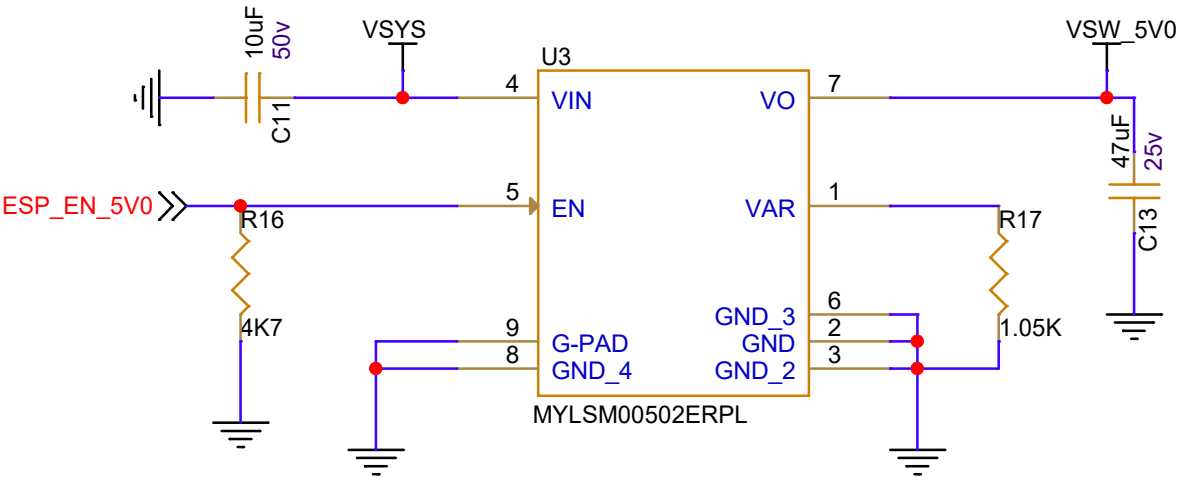 10uF
50v
C11
VSYS
U3
VSW_5V0
4
VIN
VO
7
47uF
25v
C13
ESP_EN_5V0
5
EN
VAR
1
R16
4K7
R17
1.05K
9
G-PAD
8
GND_4
GND_3
6
GND
2
GND_2
3
MYLSM00502ERPL